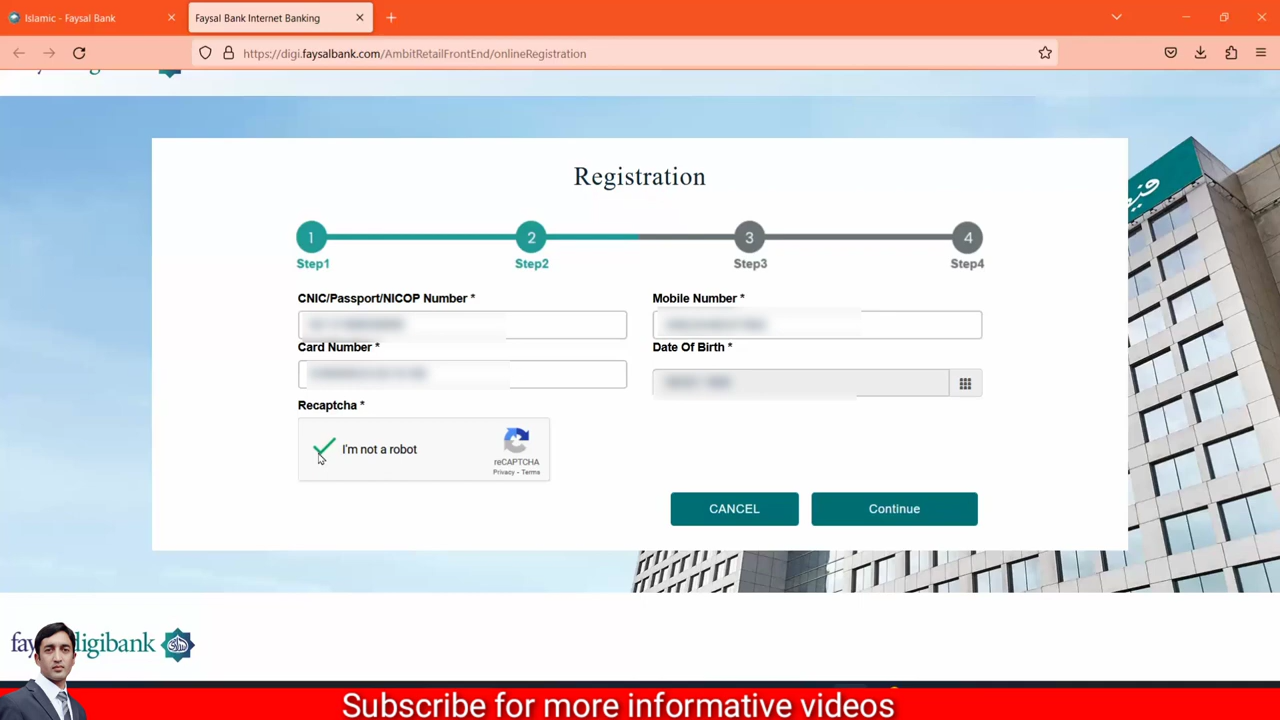 Islamic - Faysal Bank
Faysal Bank Internet Banking
https://digi.faysalbank.com/AmbitRetailFrontEnd/onlineRegistration
Registration
1 2 3 4
Step1 Step2 Step3 Step4
CNIC/Passport/NICOP Number * Mobile Number *
Card Number * Date Of Birth *
Recaptcha *
I'm not a robot
reCAPTCHA
Privacy - Terms
CANCEL Continue
digibank
Subscribe for more informative videos